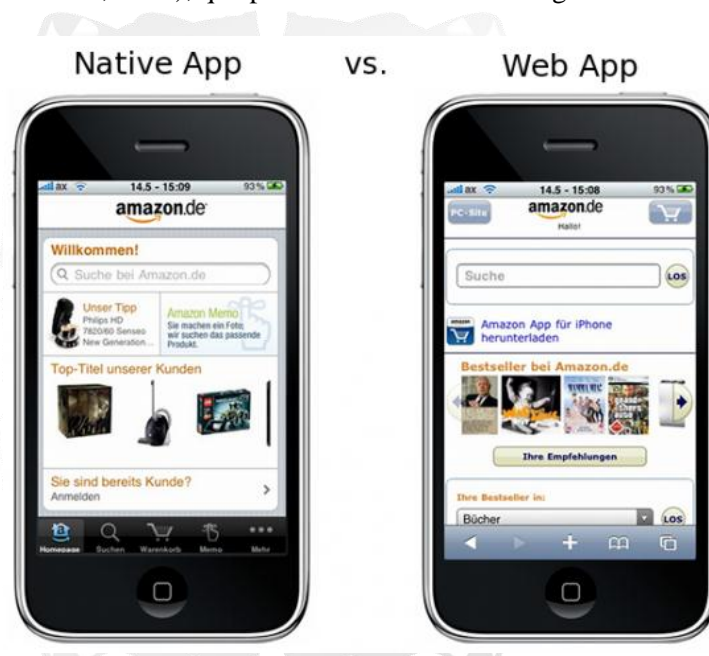 Native App vs. Web App
ax 14.5 - 15:09 93%
amazon.de
Willkommen!
Suche bei Amazon.de
Unser Tipp
Philips HD
7820/60 Senseo
New Generation...
Amazon Memo
Sie machen ein Foto;
wir suchen das passende
Produkt.
Top-Titel unserer Kunden
Sie sind bereits Kunde?
Anmelden
Homepage Suchen Warenkorb Memo Mehr
ax 14.5 - 15:08 93%
PC-Site amazon.de
Hallo!
Suche LOS
amazon
Amazon App für iPhone
herunterladen
Bestseller bei Amazon.de
Ihre Empfehlungen
Ihre Bestseller in:
Bücher LOS